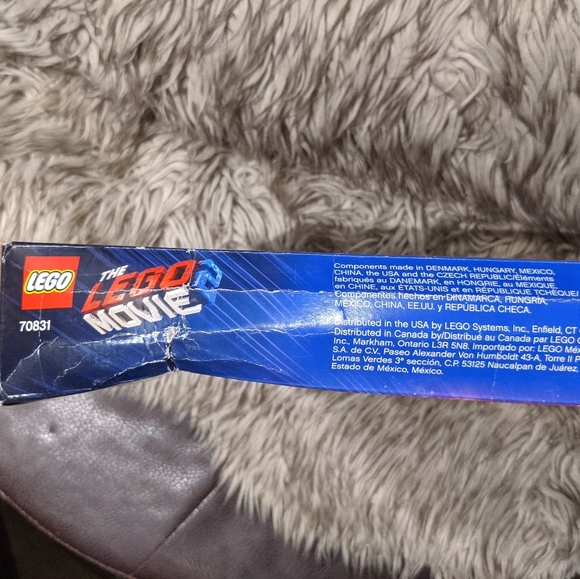 LEGO
70831
THE
LEGO
MOVIE 2
Components made in DENMARK, HUNGARY, MEXICO,
CHINA, the USA and the CZECH REPUBLIC/Éléments
fabriqués au DANEMARK, en HONGRIE, au MEXIQUE,
en CHINE, aux ÉTATS-UNIS et en RÉPUBLIQUE TCHÈQUE/
Componentes hechos en DINAMARCA, HUNGRÍA,
MÉXICO, CHINA, EE.UU. y REPÚBLICA CHECA.
Distributed in the USA by LEGO Systems, Inc., Enfield, CT
Distributed in Canada by/Distribué au Canada par LEGO
Inc., Markham, Ontario L3R 5N8. Importado por: LEGO
S.A. de C.V., Paseo Alexander Von Humboldt 43-A, Torre II
Lomas Verdes 3ª sección, C.P. 53125 Naucalpan de Juárez,
Estado de México, México.